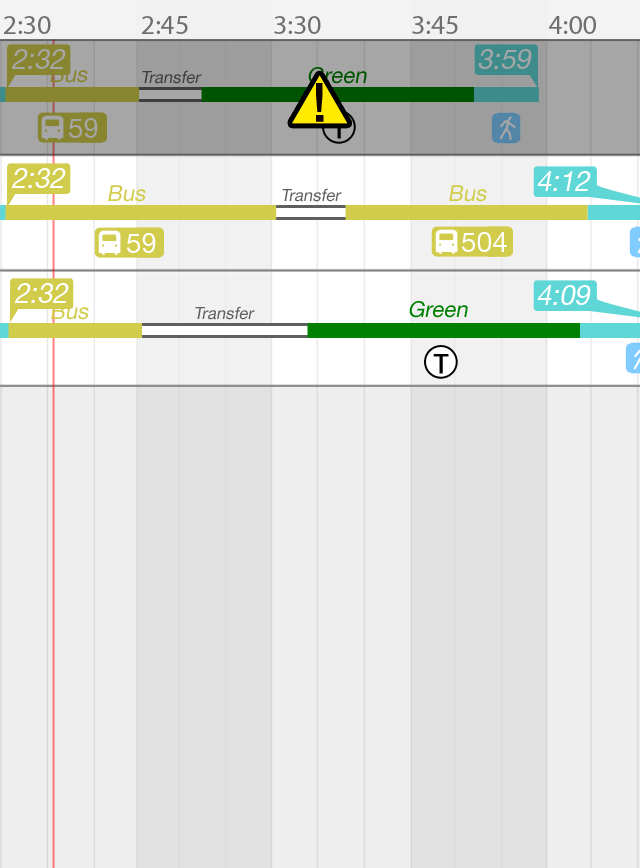 2:30 2:45 3:30 3:45 4:00
2:32 Bus Transfer Green 3:59
59 T
2:32 Bus Transfer Bus 4:12
59 504
2:32 Bus Transfer Green 4:09
T